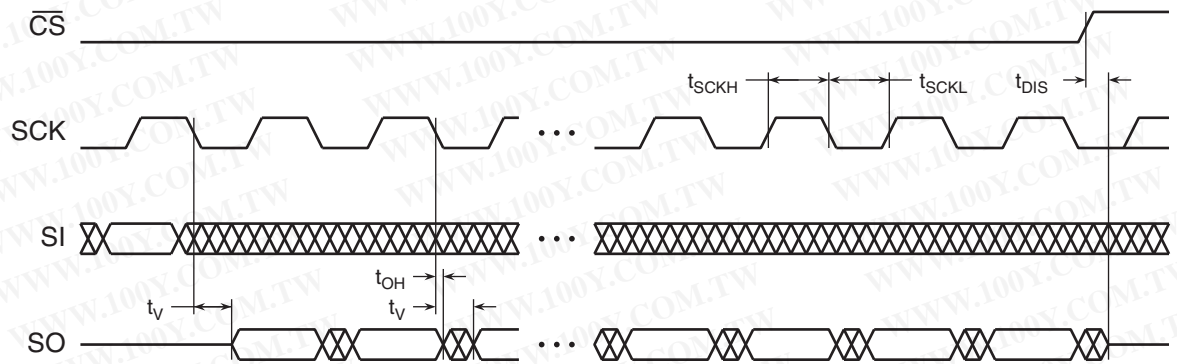 CS
tSCKH
tSCKL
tDIS
SCK
SI
tOH
tV
tV
SO
WWW.100Y.COM.TW